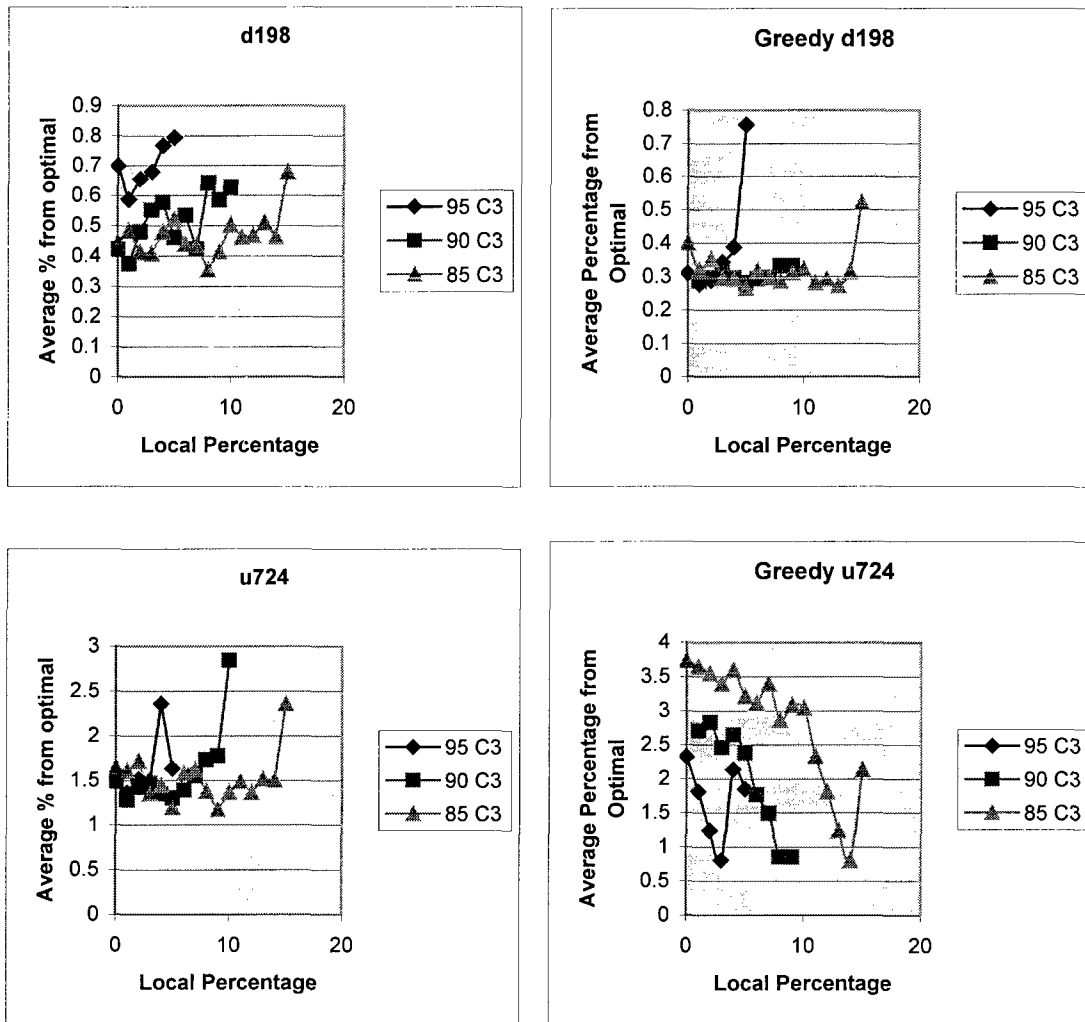 d198
Average % from optimal
0.9
0.8
0.7
0.6
0.5
0.4
0.3
0.2
0.1
0
0 10 20
Local Percentage
95 C3
90 C3
85 C3
Greedy d198
Average Percentage from
Optimal
0.8
0.7
0.6
0.5
0.4
0.3
0.2
0.1
0
0 10 20
Local Percentage
95 C3
90 C3
85 C3
u724
Average % from optimal
3
2.5
2
1.5
1
0.5
0
0 10 20
Local Percentage
95 C3
90 C3
85 C3
Greedy u724
Average Percentage from
Optimal
4
3.5
3
2.5
2
1.5
1
0.5
0
0 10 20
Local Percentage
95 C3
90 C3
85 C3